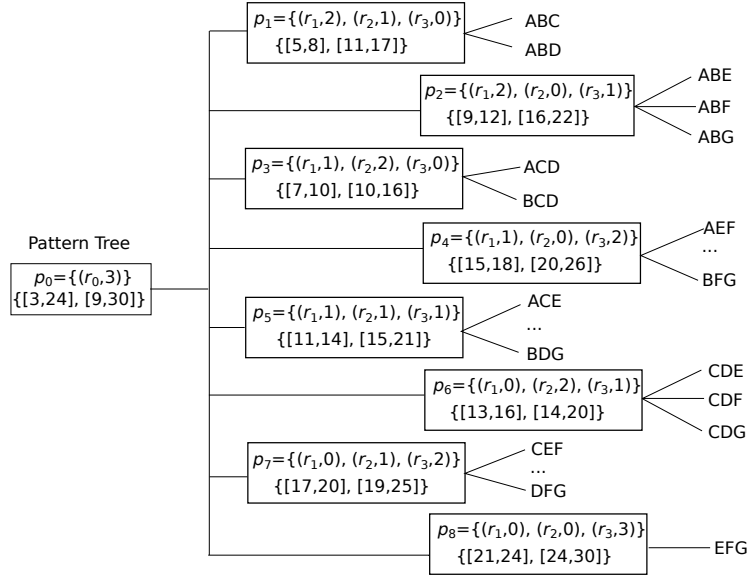 p1={(r1,2), (r2,1), (r3,0)}
{[5,8], [11,17]}
ABC
ABD
p2={(r1,2), (r2,0), (r3,1)}
{[9,12], [16,22]}
ABE
ABF
ABG
p3={(r1,1), (r2,2), (r3,0)}
{[7,10], [10,16]}
ACD
BCD
Pattern Tree
p0={(r0,3)}
{[3,24], [9,30]}
p4={(r1,1), (r2,0), (r3,2)}
{[15,18], [20,26]}
AEF
...
BFG
p5={(r1,1), (r2,1), (r3,1)}
{[11,14], [15,21]}
ACE
...
BDG
p6={(r1,0), (r2,2), (r3,1)}
{[13,16], [14,20]}
CDE
CDF
CDG
p7={(r1,0), (r2,1), (r3,2)}
{[17,20], [19,25]}
CEF
...
DFG
p8={(r1,0), (r2,0), (r3,3)}
{[21,24], [24,30]}
EFG